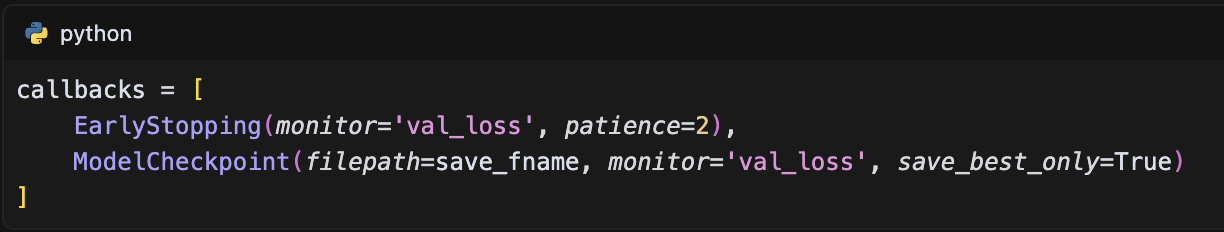 python
callbacks = [
    EarlyStopping(monitor='val_loss', patience=2),
    ModelCheckpoint(filepath=save_fname, monitor='val_loss', save_best_only=True)
]